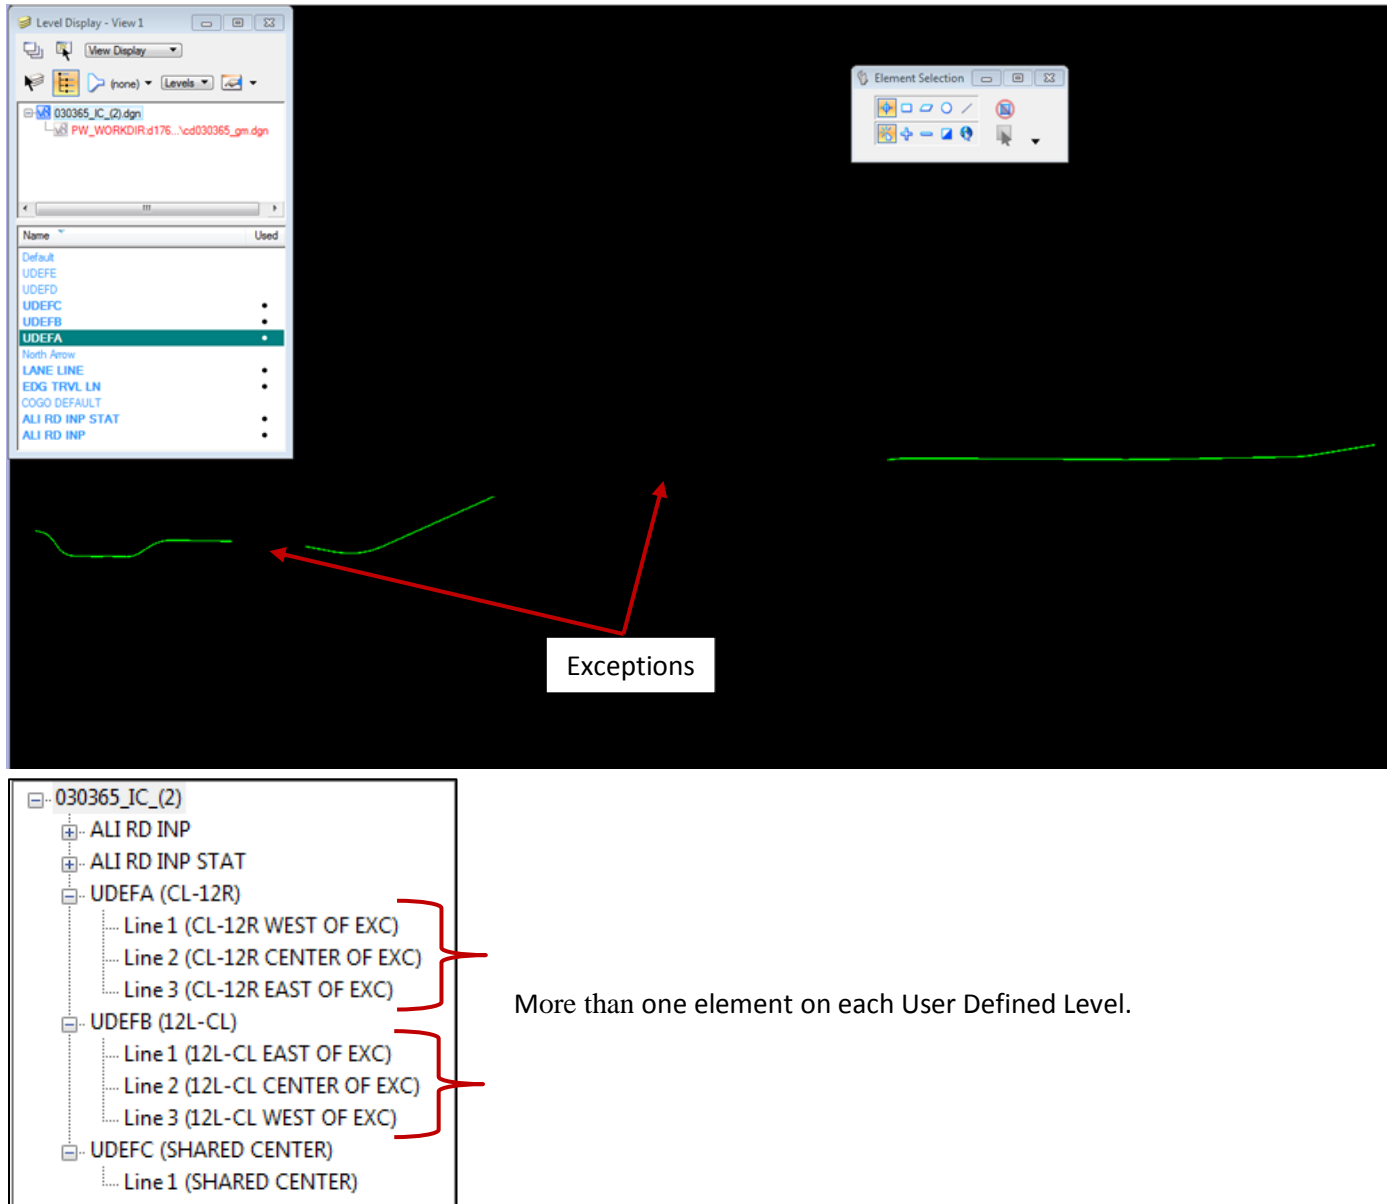 Level Display - View 1
View Display
(none) Levels
030365_IC_(2).dgn
PW_WORKDIR:d176...\cd030365_gm.dgn
Name Used
Default
UDEFE
UDEFD
UDEFC
UDEFB
UDEFA
North Arrow
LANE LINE
EDG TRVL LN
COGO DEFAULT
ALI RD INP STAT
ALI RD INP
Element Selection
Exceptions
030365_IC_(2)
ALI RD INP
ALI RD INP STAT
UDEFA (CL-12R)
Line 1 (CL-12R WEST OF EXC)
Line 2 (CL-12R CENTER OF EXC)
Line 3 (CL-12R EAST OF EXC)
UDEFB (12L-CL)
Line 1 (12L-CL EAST OF EXC)
Line 2 (12L-CL CENTER OF EXC)
Line 3 (12L-CL WEST OF EXC)
UDEFC (SHARED CENTER)
Line 1 (SHARED CENTER)
More than one element on each User Defined Level.